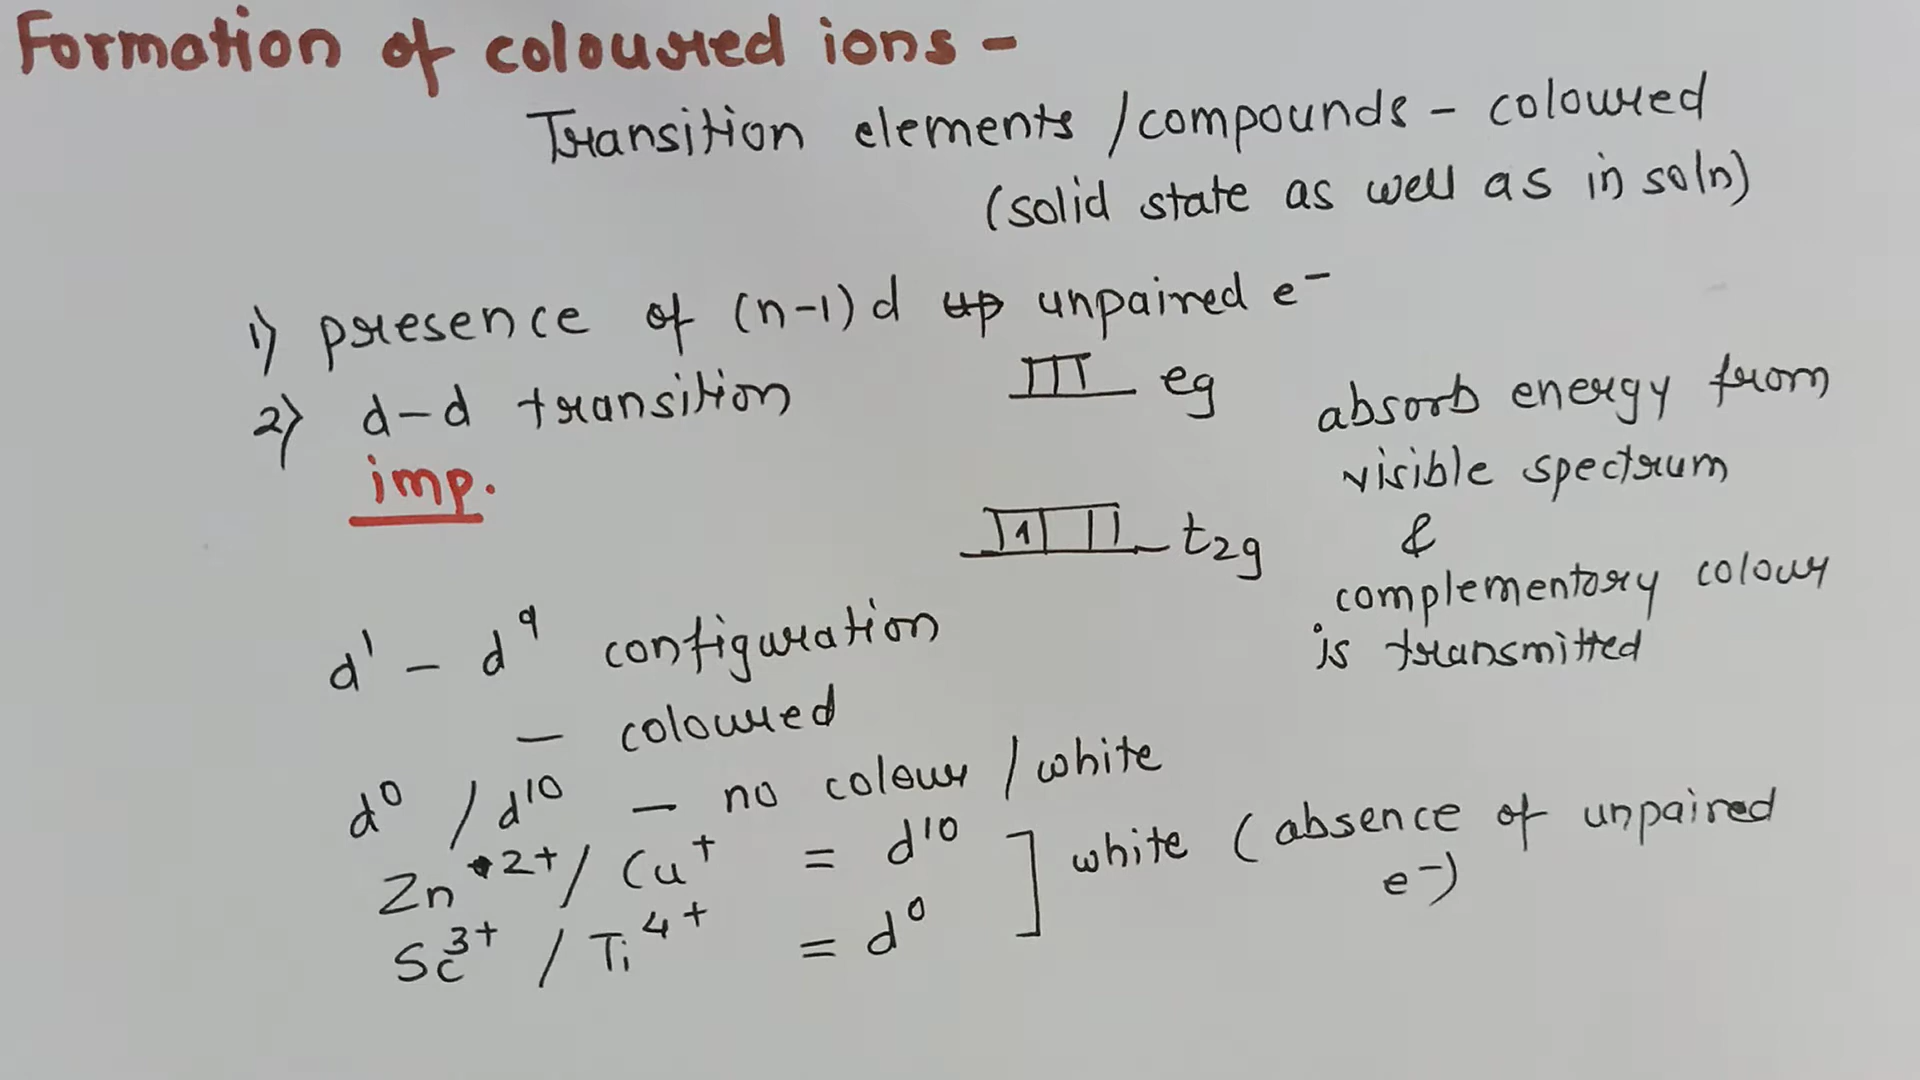 Formation of coloured ions -
Transition elements /compounds - coloured
(solid state as well as in soln)
1) presence of (n-1)d up unpaired e⁻
2) d-d transition
imp.
eg
t₂g
absorb energy from
visible spectrum
&
complementary colour
is transmitted
d¹ - d⁹ configuration
- coloured
d⁰ / d¹⁰ - no colour / white
Zn²⁺/ Cu⁺ = d¹⁰
Sc³⁺ / Ti⁴⁺ = d⁰
] white (absence of unpaired
e⁻)